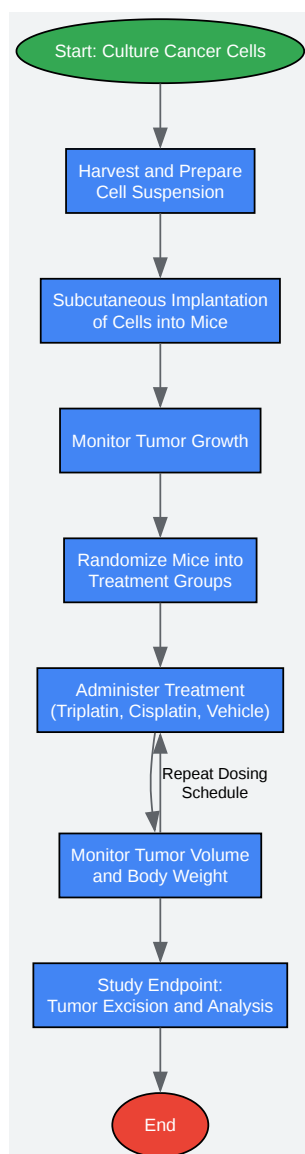 Start: Culture Cancer Cells
Harvest and Prepare
Cell Suspension
Subcutaneous Implantation
of Cells into Mice
Monitor Tumor Growth
Randomize Mice into
Treatment Groups
Administer Treatment
(Triplatin, Cisplatin, Vehicle)
Repeat Dosing
Schedule
Monitor Tumor Volume
and Body Weight
Study Endpoint:
Tumor Excision and Analysis
End